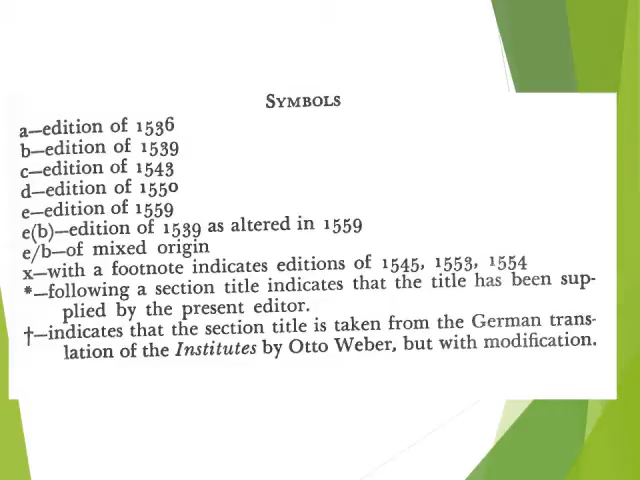 SYMBOLS
a—edition of 1536
b—edition of 1539
c—edition of 1543
d—edition of 1550
e—edition of 1559
e(b)—edition of 1539 as altered in 1559
e/b—of mixed origin
x—with a footnote indicates editions of 1545, 1553, 1554
*—following a section title indicates that the title has been sup-
plied by the present editor.
†—indicates that the section title is taken from the German trans-
lation of the Institutes by Otto Weber, but with modification.